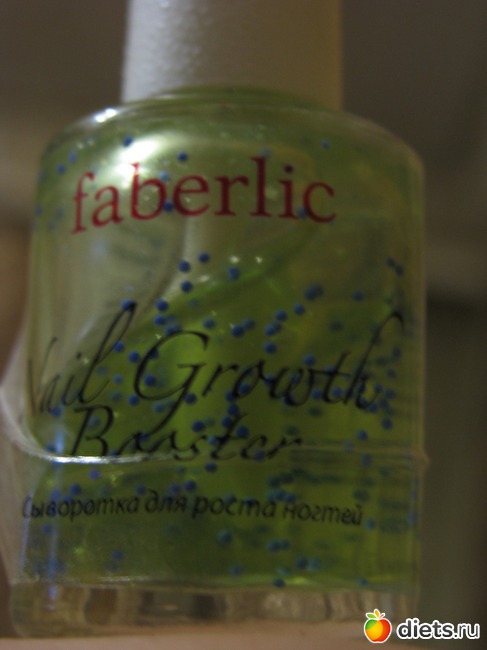 faberlic
Nail Growth
Booster
Сыворотка для роста ногтей
diets.ru